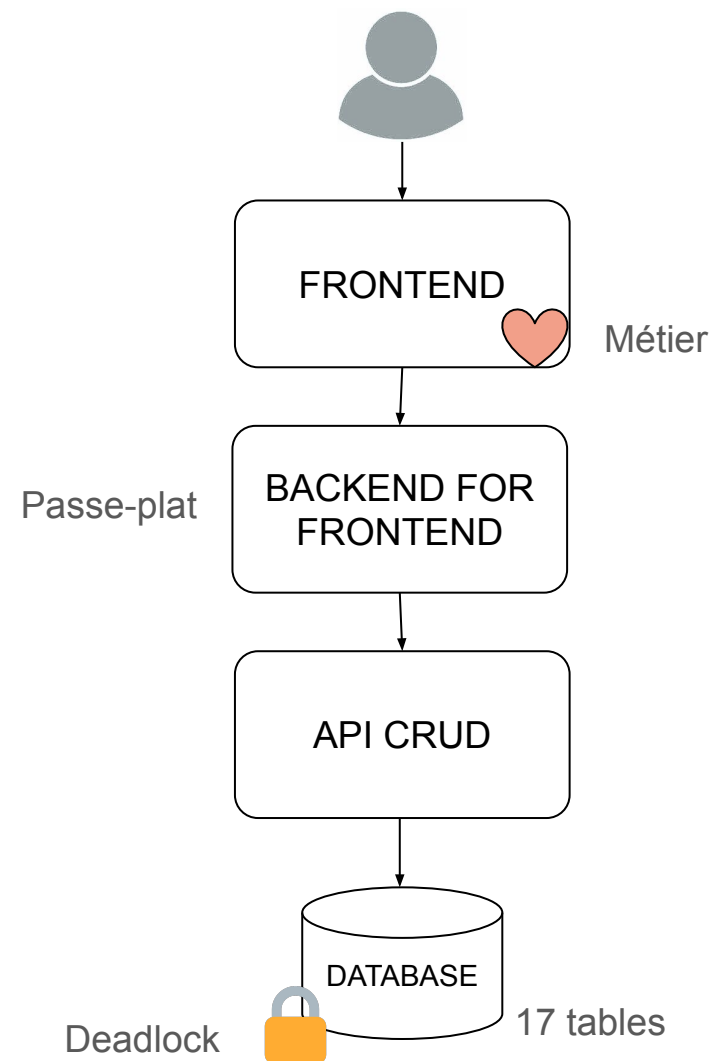 FRONTEND
Métier
Passe-plat
BACKEND FOR
FRONTEND
API CRUD
DATABASE
17 tables
Deadlock